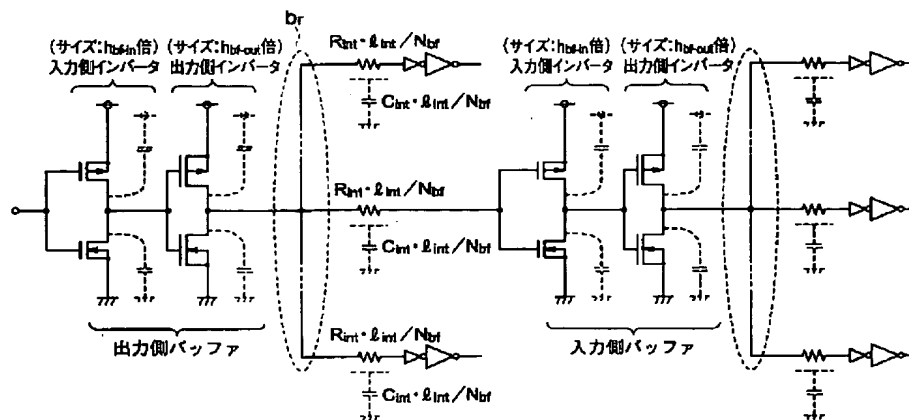 br
(サイズ:hbf-in倍)
入力側インバータ
(サイズ:hbf-out倍)
出力側インバータ
Rint・ℓint/Nbf
Cint・ℓint/Nbf
(サイズ:hbf-in倍)
入力側インバータ
(サイズ:hbf-out倍)
出力側インバータ
Rint・ℓint/Nbf
Cint・ℓint/Nbf
出力側バッファ
Rint・ℓint/Nbf
Cint・ℓint/Nbf
入力側バッファ